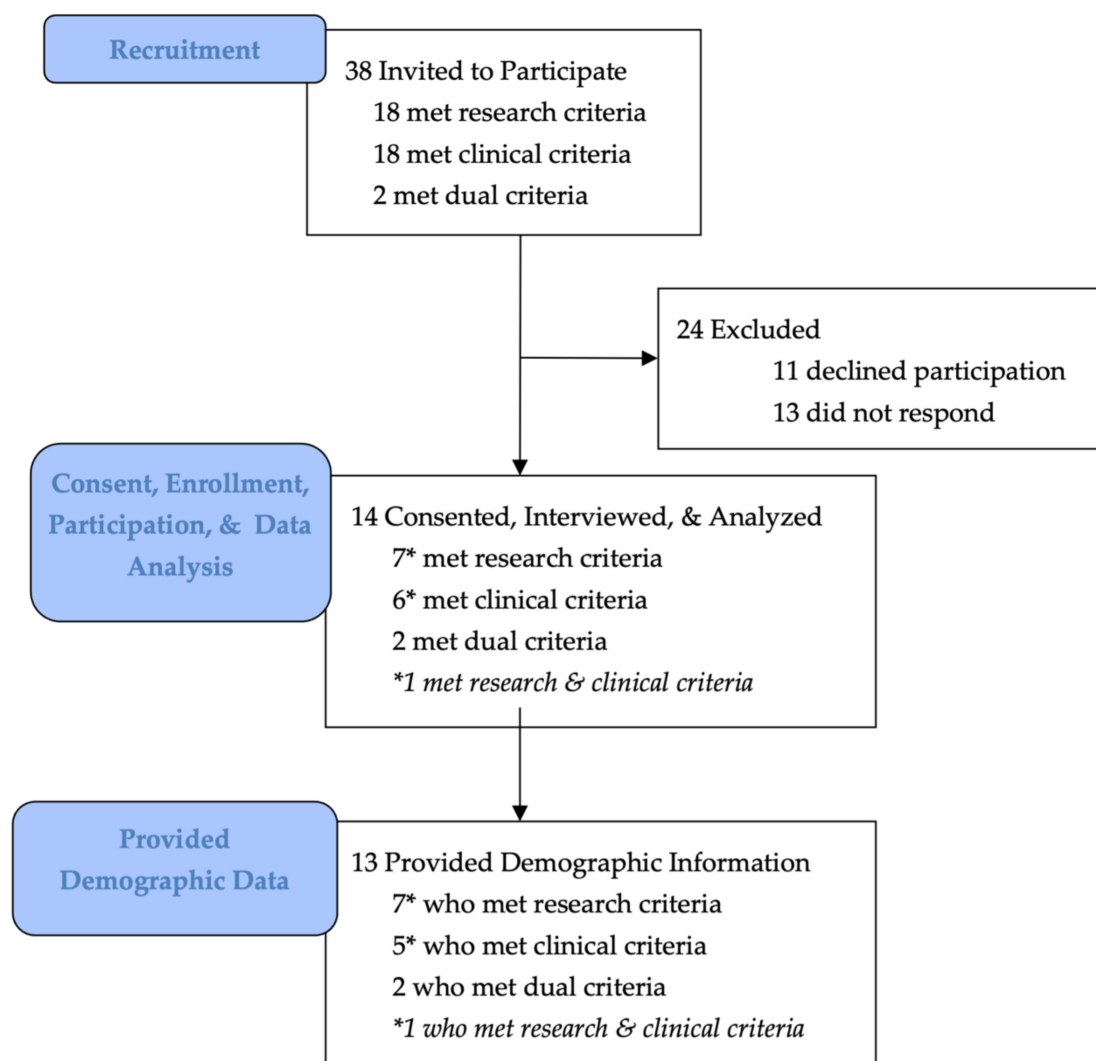 Recruitment
38 Invited to Participate
18 met research criteria
18 met clinical criteria
2 met dual criteria
24 Excluded
11 declined participation
13 did not respond
Consent, Enrollment,
Participation, & Data
Analysis
14 Consented, Interviewed, & Analyzed
7* met research criteria
6* met clinical criteria
2 met dual criteria
*1 met research & clinical criteria
Provided
Demographic Data
13 Provided Demographic Information
7* who met research criteria
5* who met clinical criteria
2 who met dual criteria
*1 who met research & clinical criteria